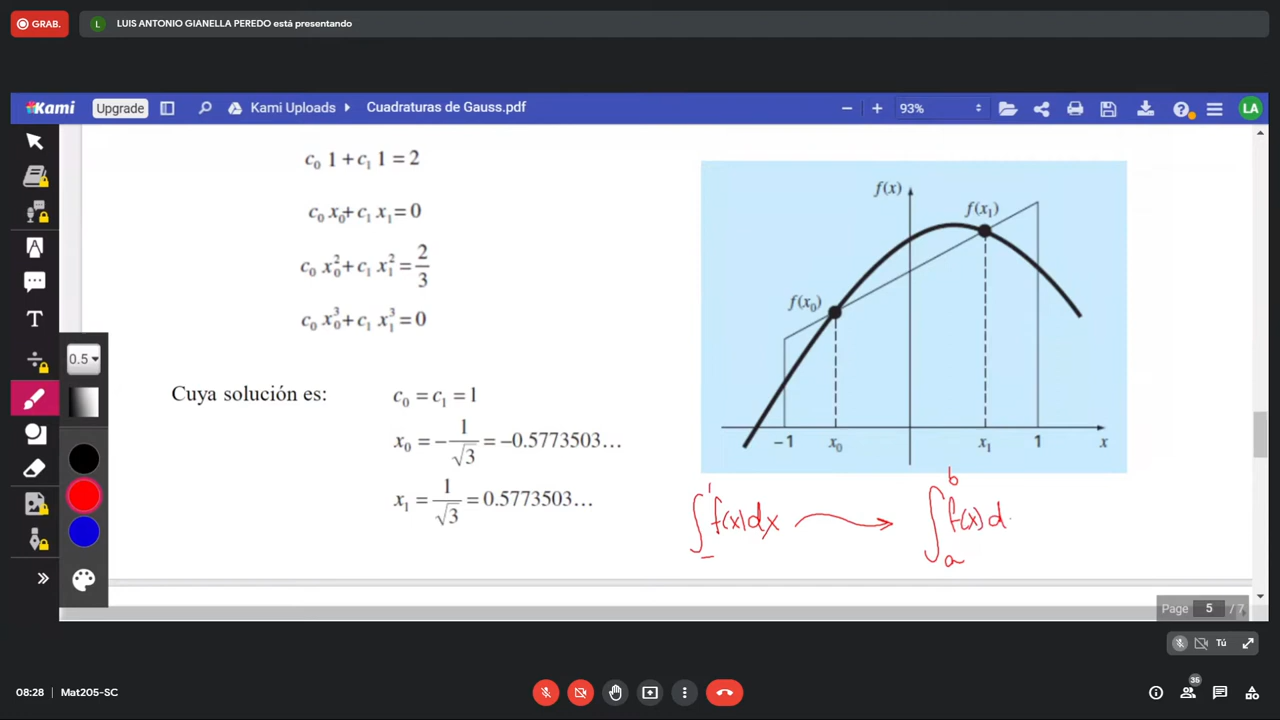 GRAB.
L LUIS ANTONIO GIANELLA PEREDO está presentando
Kami Upgrade Kami Uploads Cuadraturas de Gauss.pdf 93% LA
c₀ 1 + c₁ 1 = 2
c₀ x₀ + c₁ x₁ = 0
c₀ x₀² + c₁ x₁² = 2/3
c₀ x₀³ + c₁ x₁³ = 0
Cuya solución es: c₀ = c₁ = 1
x₀ = −1/√3 = −0.5773503...
x₁ = 1/√3 = 0.5773503...
f(x)
f(x₁)
f(x₀)
−1 x₀ x₁ 1 x
∫₋¹ f(x)dx → ∫ₐᵇ f(x)d
T
0.5
Page 5 / 7
Tú
08:28 Mat205-SC
35